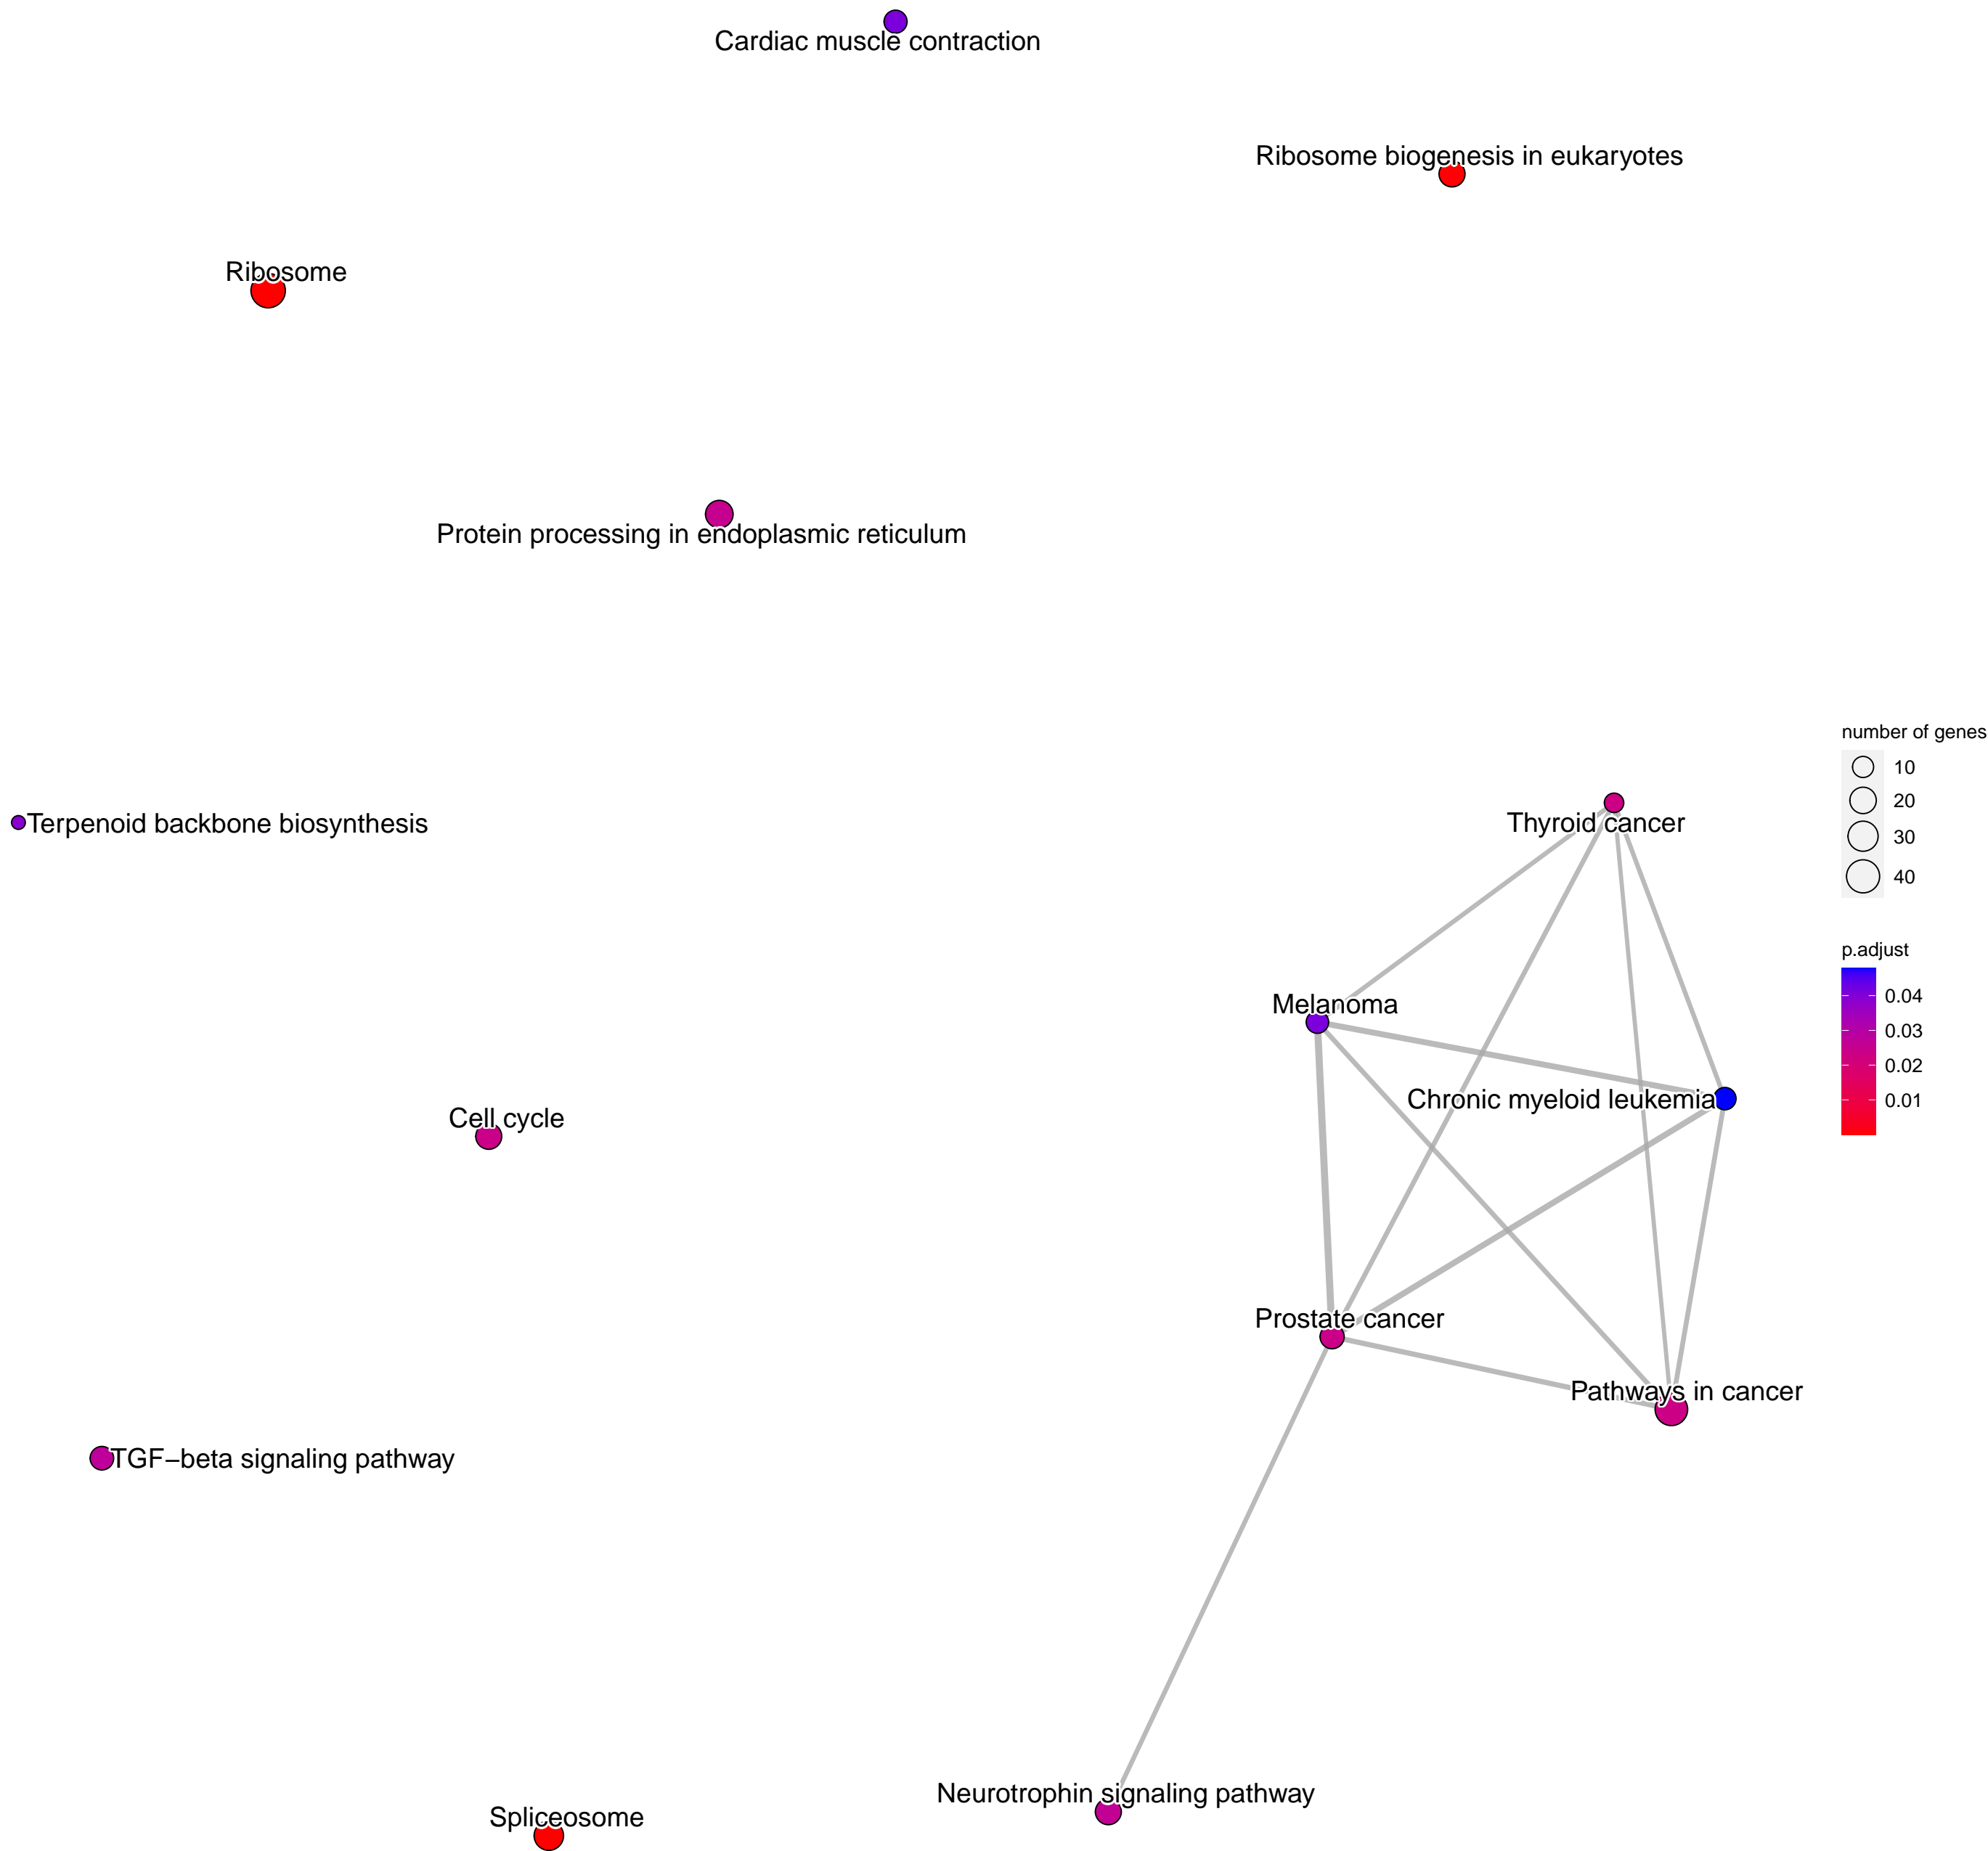 Cardiac muscle contraction
Ribosome biogenesis in eukaryotes
Ribosome
Protein processing in endoplasmic reticulum
number of genes
10
20
30
40
Terpenoid backbone biosynthesis
Thyroid cancer
p.adjust
0.04
0.03
0.02
0.01
Melanoma
Chronic myeloid leukemia
Cell cycle
Prostate cancer
Pathways in cancer
TGF−beta signaling pathway
Neurotrophin signaling pathway
Spliceosome